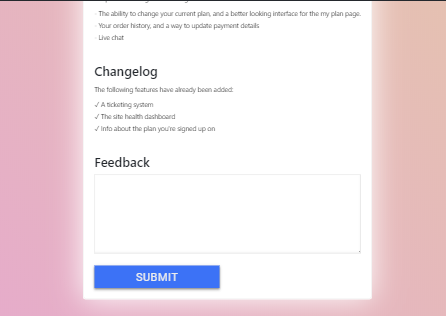 · The ability to change your current plan, and a better looking interface for the my plan page.
· Your order history, and a way to update payment details
· Live chat
Changelog
The following features have already been added:
✓ A ticketing system
✓ The site health dashboard
✓ Info about the plan you're signed up on
Feedback
SUBMIT